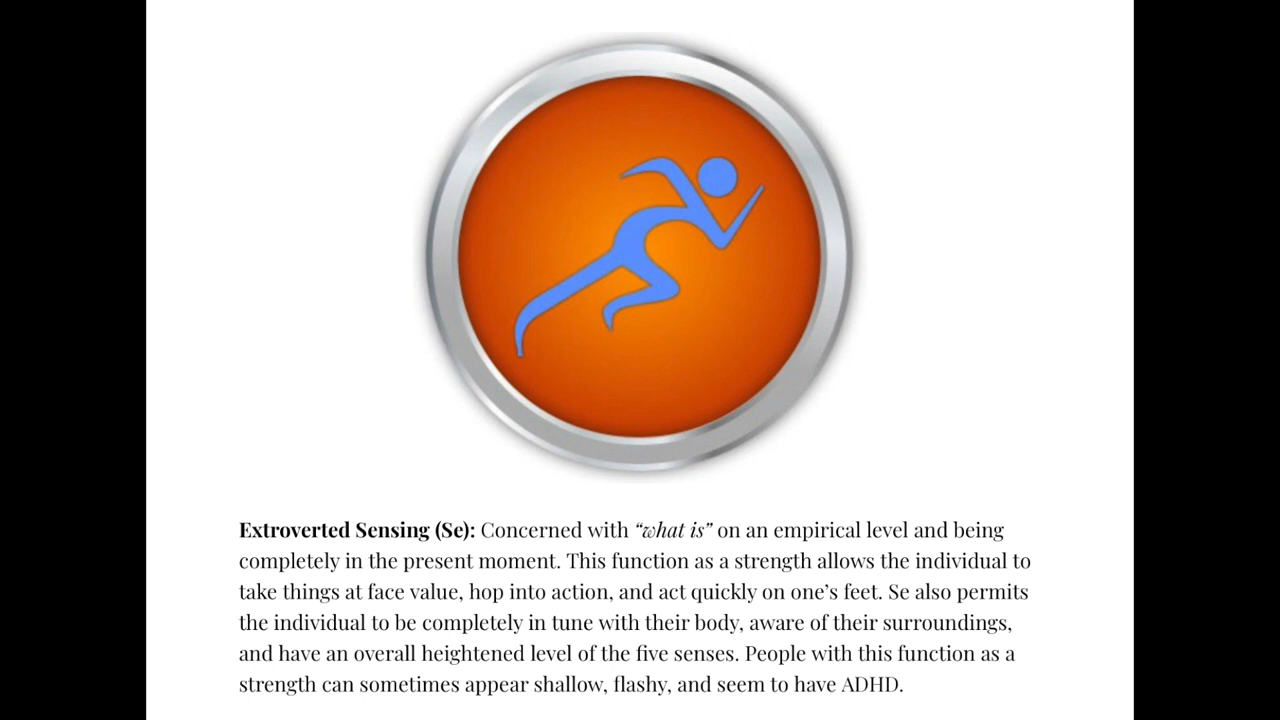 Extroverted Sensing (Se): Concerned with “what is” on an empirical level and being
completely in the present moment. This function as a strength allows the individual to
take things at face value, hop into action, and act quickly on one’s feet. Se also permits
the individual to be completely in tune with their body, aware of their surroundings,
and have an overall heightened level of the five senses. People with this function as a
strength can sometimes appear shallow, flashy, and seem to have ADHD.